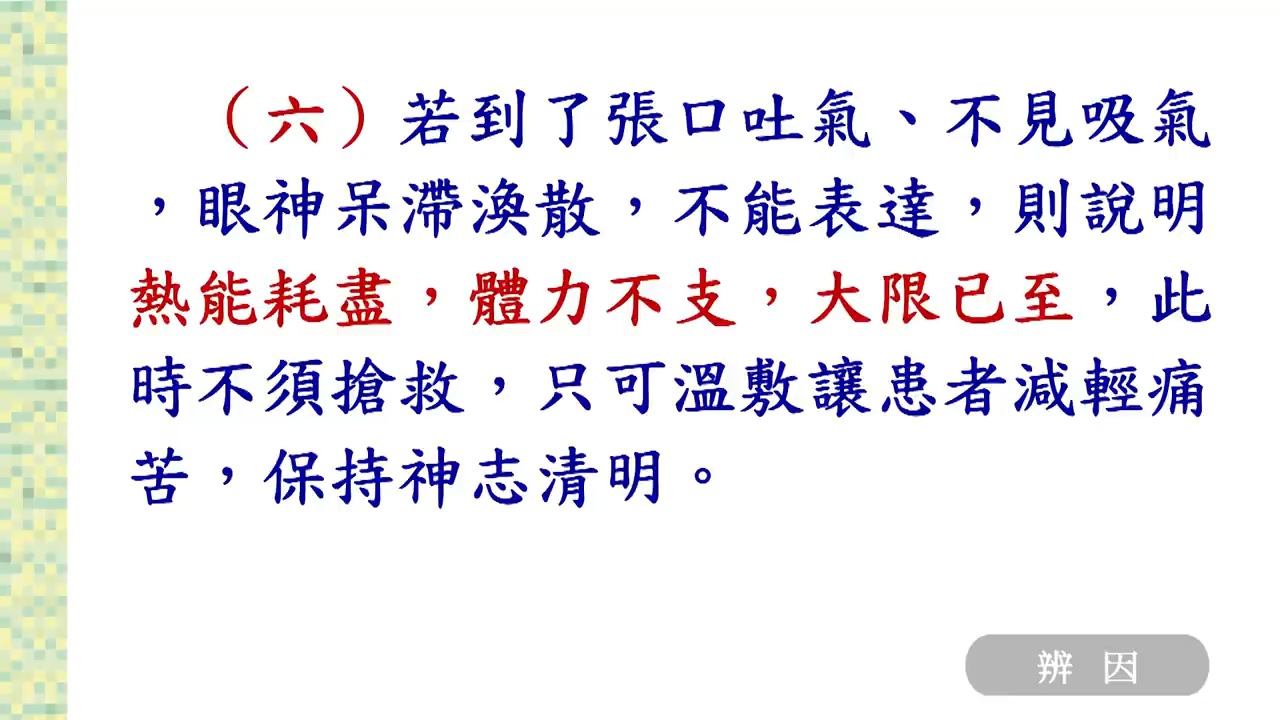 （六）若到了張口吐氣、不見吸氣
，眼神呆滯渙散，不能表達，則說明
熱能耗盡，體力不支，大限已至，此
時不須搶救，只可溫敷讓患者減輕痛
苦，保持神志清明。
辨 因